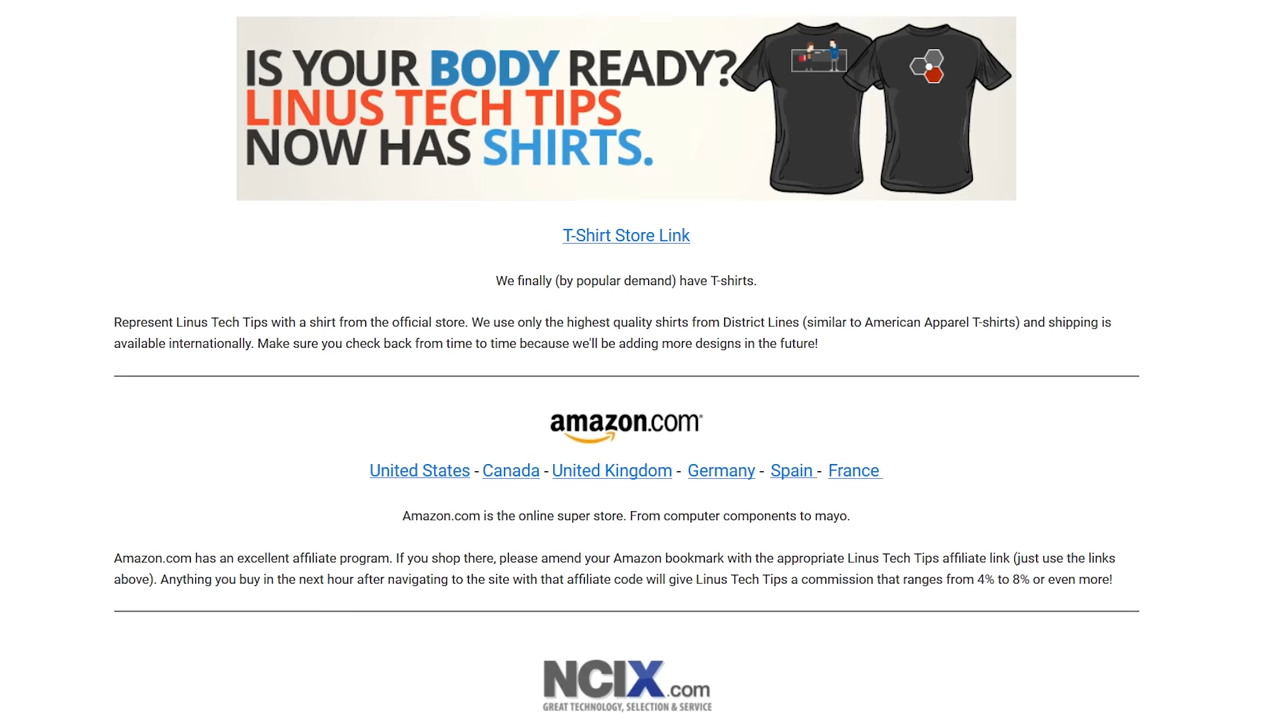 IS YOUR BODY READY?
LINUS TECH TIPS
NOW HAS SHIRTS.
T-Shirt Store Link
We finally (by popular demand) have T-shirts.
Represent Linus Tech Tips with a shirt from the official store. We use only the highest quality shirts from District Lines (similar to American Apparel T-shirts) and shipping is
available internationally. Make sure you check back from time to time because we'll be adding more designs in the future!
amazon.com
United States - Canada - United Kingdom - Germany - Spain - France
Amazon.com is the online super store. From computer components to mayo.
Amazon.com has an excellent affiliate program. If you shop there, please amend your Amazon bookmark with the appropriate Linus Tech Tips affiliate link (just use the links
above). Anything you buy in the next hour after navigating to the site with that affiliate code will give Linus Tech Tips a commission that ranges from 4% to 8% or even more!
NCIX.com
GREAT TECHNOLOGY, SELECTION & SERVICE